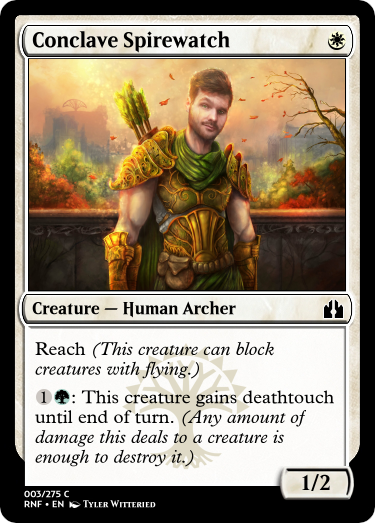 Conclave Spirewatch
Creature — Human Archer
Reach (This creature can block
creatures with flying.)
1: This creature gains deathtouch
until end of turn. (Any amount of
damage this deals to a creature is
enough to destroy it.)
1/2
003/275 C
RNF • EN Tyler Witteried